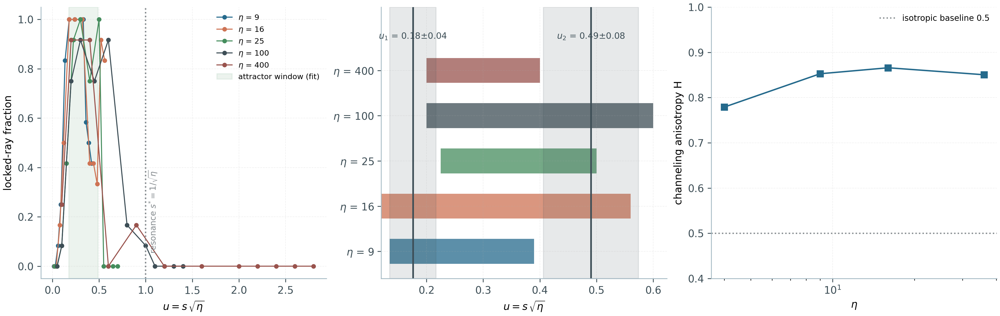 1.0
0.8
0.6
0.4
0.2
0.0
locked-ray fraction
0.0 0.5 1.0 1.5 2.0 2.5
u = s√η
η = 9
η = 16
η = 25
η = 100
η = 400
attractor window (fit)
resonance s* = 1/√η
u₁ = 0.18±0.04
u₂ = 0.49±0.08
η = 400
η = 100
η = 25
η = 16
η = 9
0.2 0.3 0.4 0.5 0.6
u = s√η
1.0
0.9
0.8
0.7
0.6
0.5
0.4
channeling anisotropy H
isotropic baseline 0.5
10¹
η